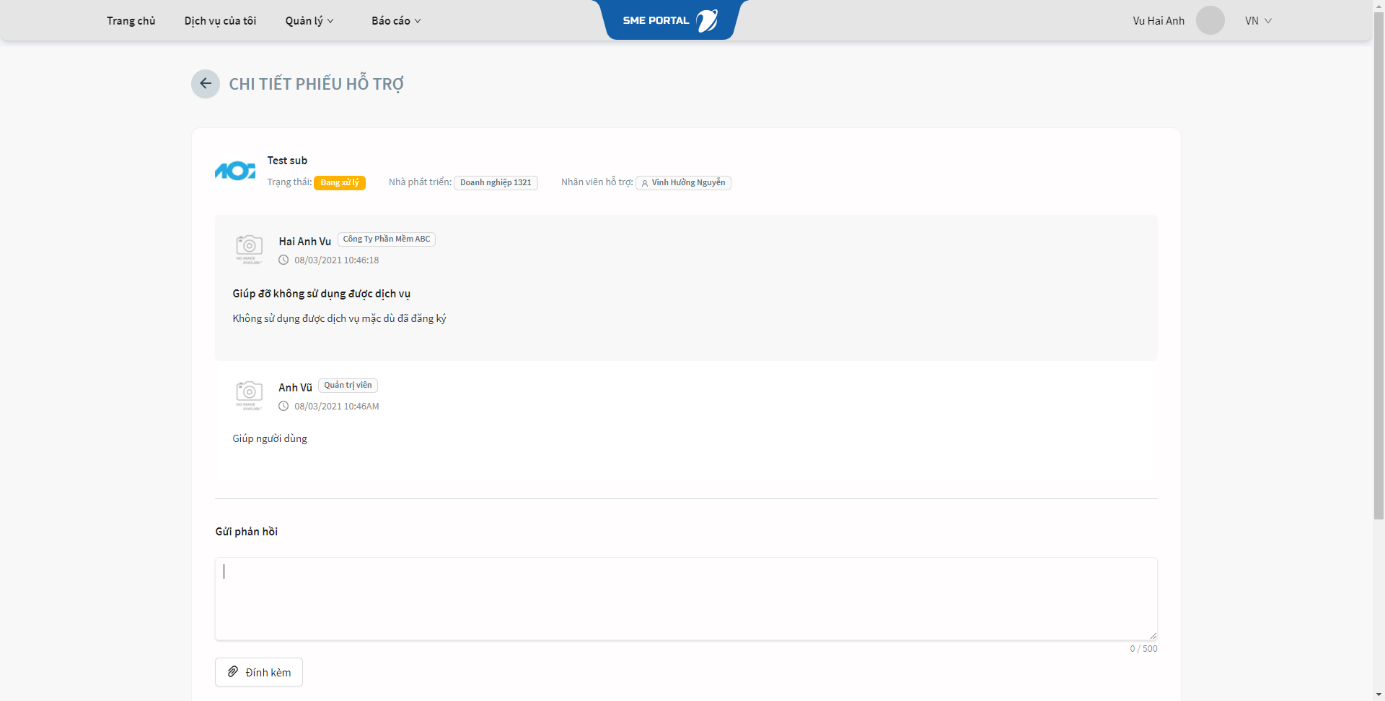 Trang chủ Dịch vụ của tôi Quản lý Báo cáo SME PORTAL Vu Hai Anh VN
CHI TIẾT PHIẾU HỖ TRỢ
Test sub
Trạng thái: Đang xử lý Nhà phát triển: Doanh nghiệp 1321 Nhân viên hỗ trợ: Vinh Hưởng Nguyễn
Hai Anh Vu Công Ty Phần Mềm ABC
08/03/2021 10:46:18
Giúp đỡ không sử dụng được dịch vụ
Không sử dụng được dịch vụ mặc dù đã đăng ký
Anh Vũ Quản trị viên
08/03/2021 10:46AM
Giúp người dùng
Gửi phản hồi
0 / 500
Đính kèm